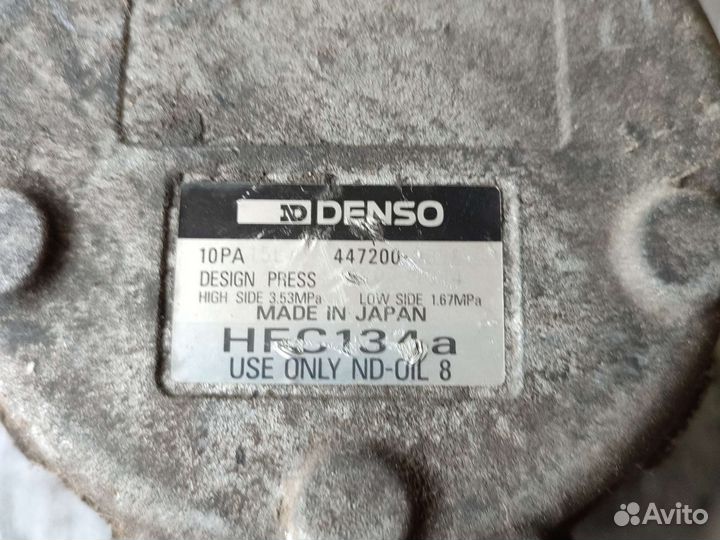 ND DENSO
10PA15 447200-
DESIGN PRESS
HIGH SIDE 3.53MPa LOW SIDE 1.67MPa
MADE IN JAPAN
HFC134a
USE ONLY ND-OIL 8
Avito